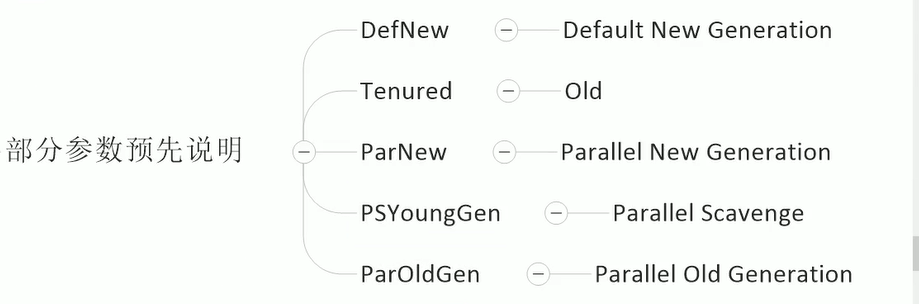 部分参数预先说明
DefNew Default New Generation
Tenured Old
ParNew Parallel New Generation
PSYoungGen Parallel Scavenge
ParOldGen Parallel Old Generation